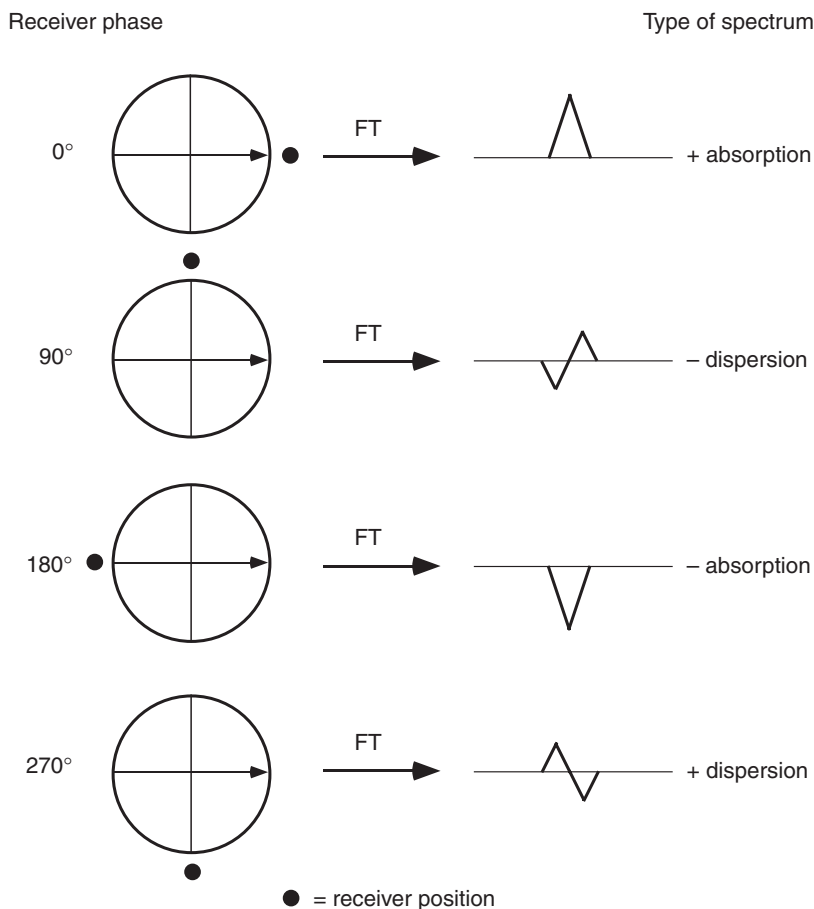 Receiver phase Type of spectrum
0° FT + absorption
90° FT – dispersion
180° FT – absorption
270° FT + dispersion
= receiver position